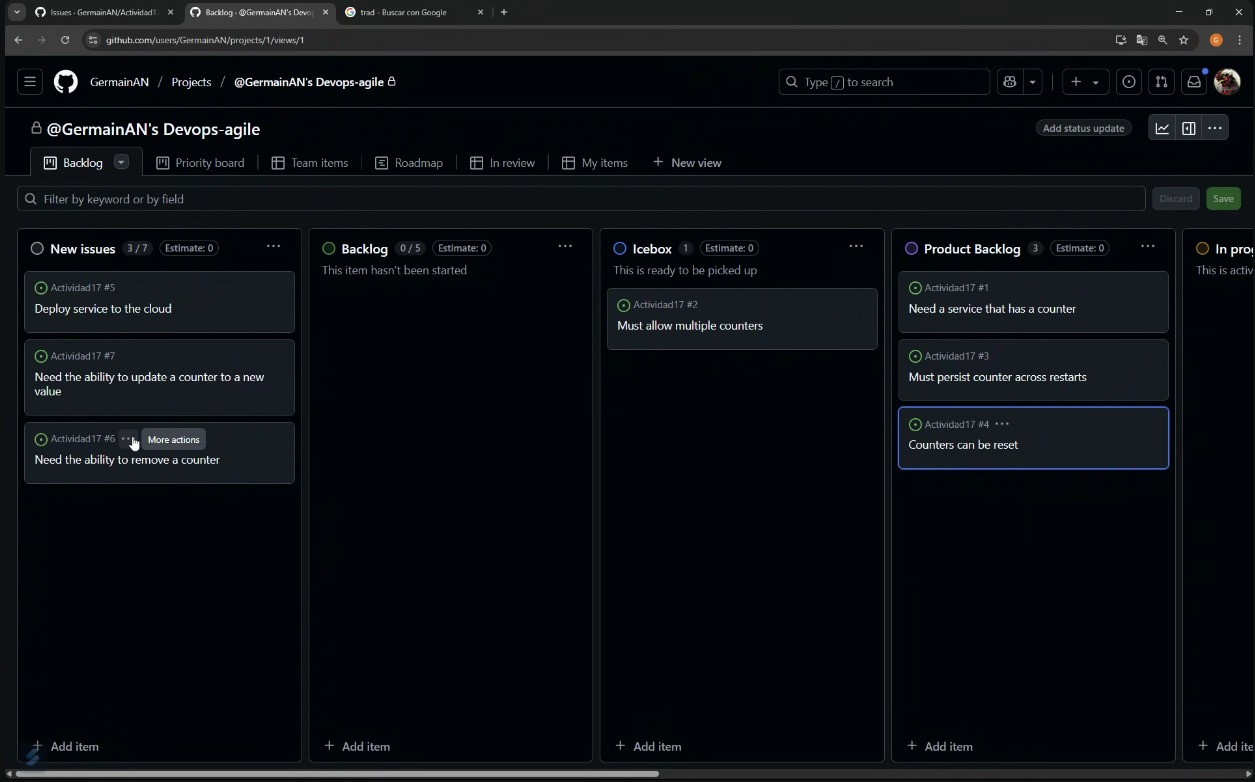 Issues · GermainAN/Actividad1
Backlog · @GermainAN's Devo
trad - Buscar con Google
github.com/users/GermainAN/projects/1/views/1
G
GermainAN / Projects / @GermainAN's Devops-agile
Type / to search
@GermainAN's Devops-agile
Add status update
Backlog
Priority board
Team items
Roadmap
In review
My items
+ New view
Filter by keyword or by field
Discard
Save
New issues 3 / 7 Estimate: 0
Actividad17 #5
Deploy service to the cloud
Actividad17 #7
Need the ability to update a counter to a new
value
Actividad17 #6
More actions
Need the ability to remove a counter
+ Add item
Backlog 0 / 5 Estimate: 0
This item hasn't been started
+ Add item
Icebox 1 Estimate: 0
This is ready to be picked up
Actividad17 #2
Must allow multiple counters
+ Add item
Product Backlog 3 Estimate: 0
Actividad17 #1
Need a service that has a counter
Actividad17 #3
Must persist counter across restarts
Actividad17 #4
Counters can be reset
+ Add item
In prog
This is activ
+ Add ite